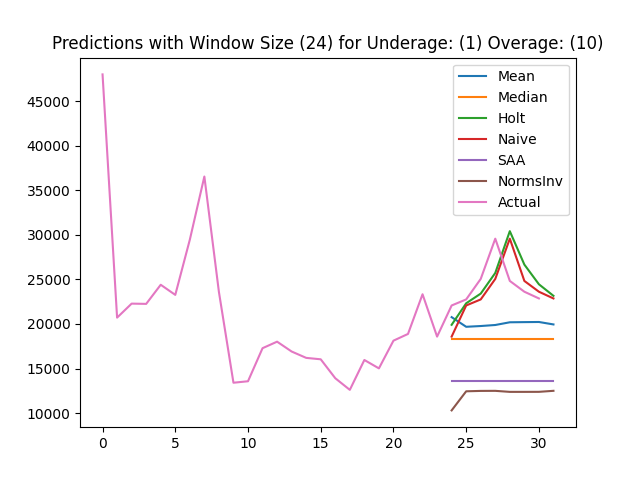 Predictions with Window Size (24) for Underage: (1) Overage: (10)
Mean
Median
Holt
Naive
SAA
NormsInv
Actual
45000
40000
35000
30000
25000
20000
15000
10000
0 5 10 15 20 25 30